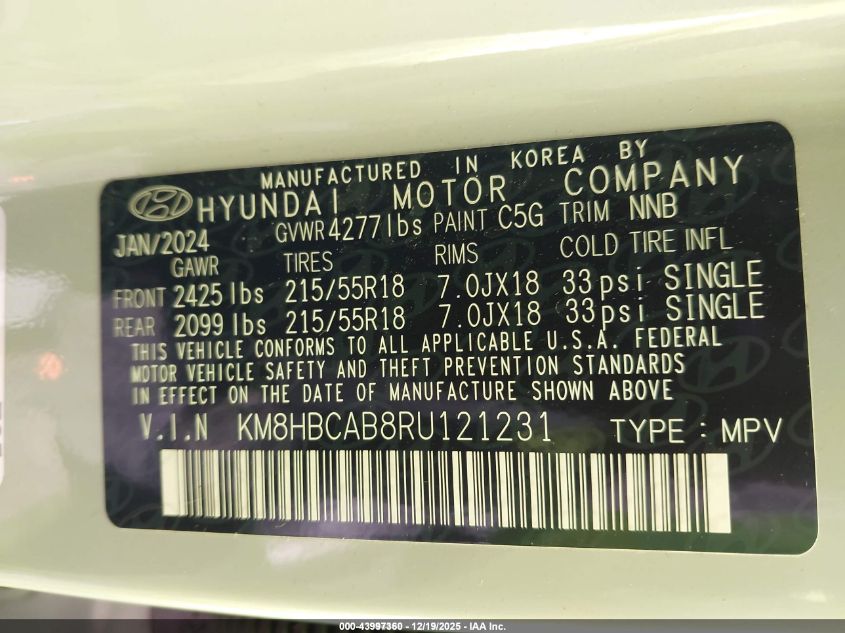 MANUFACTURED IN KOREA BY
HYUNDAI MOTOR COMPANY
JAN/2024 GVWR 4277 lbs PAINT C5G TRIM NNB
GAWR TIRES RIMS COLD TIRE INFL
FRONT 2425 lbs 215/55R18 7.0JX18 33psi SINGLE
REAR 2099 lbs 215/55R18 7.0JX18 33psi SINGLE
THIS VEHICLE CONFORMS TO ALL APPLICABLE U.S.A. FEDERAL
MOTOR VEHICLE SAFETY AND THEFT PREVENTION STANDARDS
IN EFFECT ON THE DATE OF MANUFACTURE SHOWN ABOVE
V.I.N KM8HBCAB8RU121231 TYPE : MPV
000-43997360 - 12/19/2025 - IAA Inc.